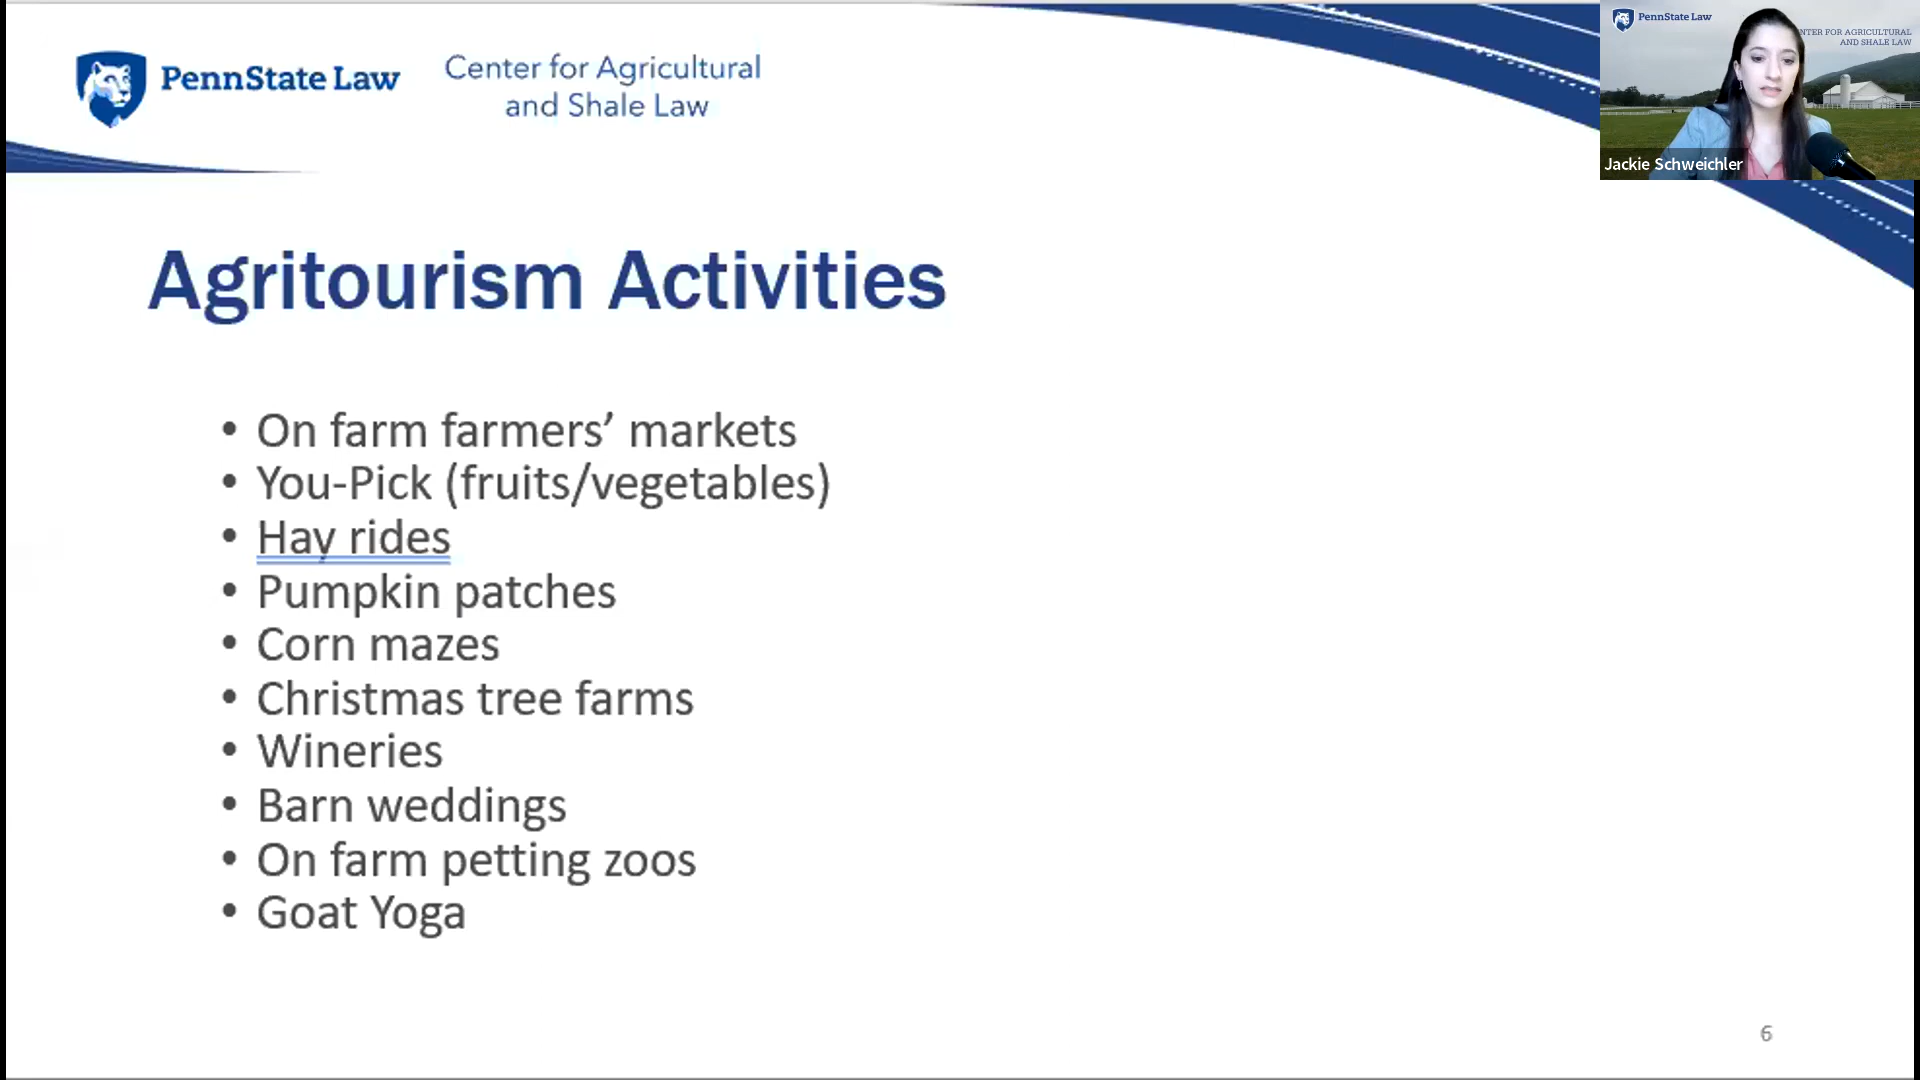 PennState Law
Center for Agricultural
and Shale Law
PennState Law
NTER FOR AGRICULTURAL
AND SHALE LAW
Jackie Schweichler
Agritourism Activities
• On farm farmers’ markets
• You-Pick (fruits/vegetables)
• Hay rides
• Pumpkin patches
• Corn mazes
• Christmas tree farms
• Wineries
• Barn weddings
• On farm petting zoos
• Goat Yoga
6